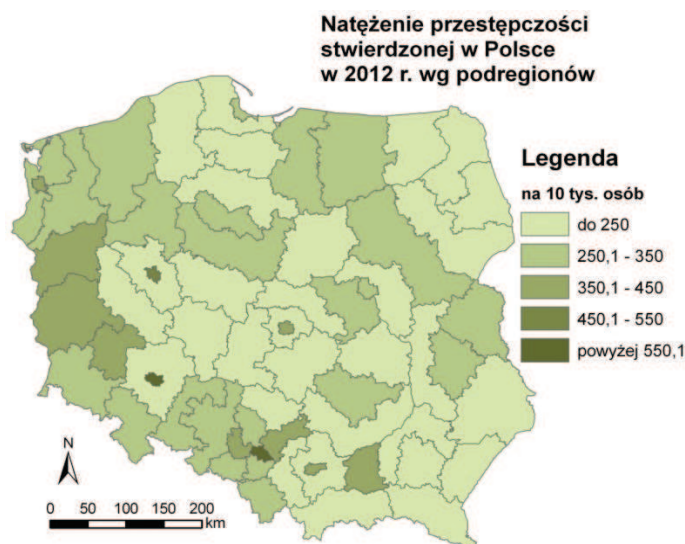 Natężenie przestępczości
stwierdzonej w Polsce
w 2012 r. wg podregionów
Legenda
na 10 tys. osób
do 250
250,1 - 350
350,1 - 450
450,1 - 550
powyżej 550,1
N
0 50 100 150 200
km